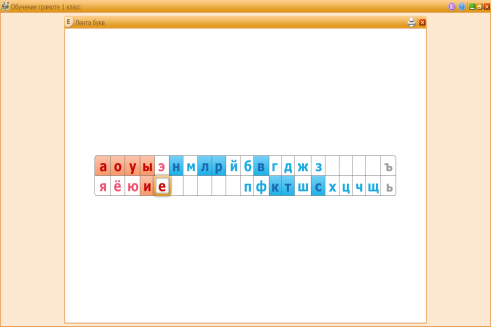 Обучение грамоте 1 класс
Е Лента букв
а о у ы э н м л р й б в г д ж з ъ
я ё ю и е п ф к т ш с х ц ч щ ь